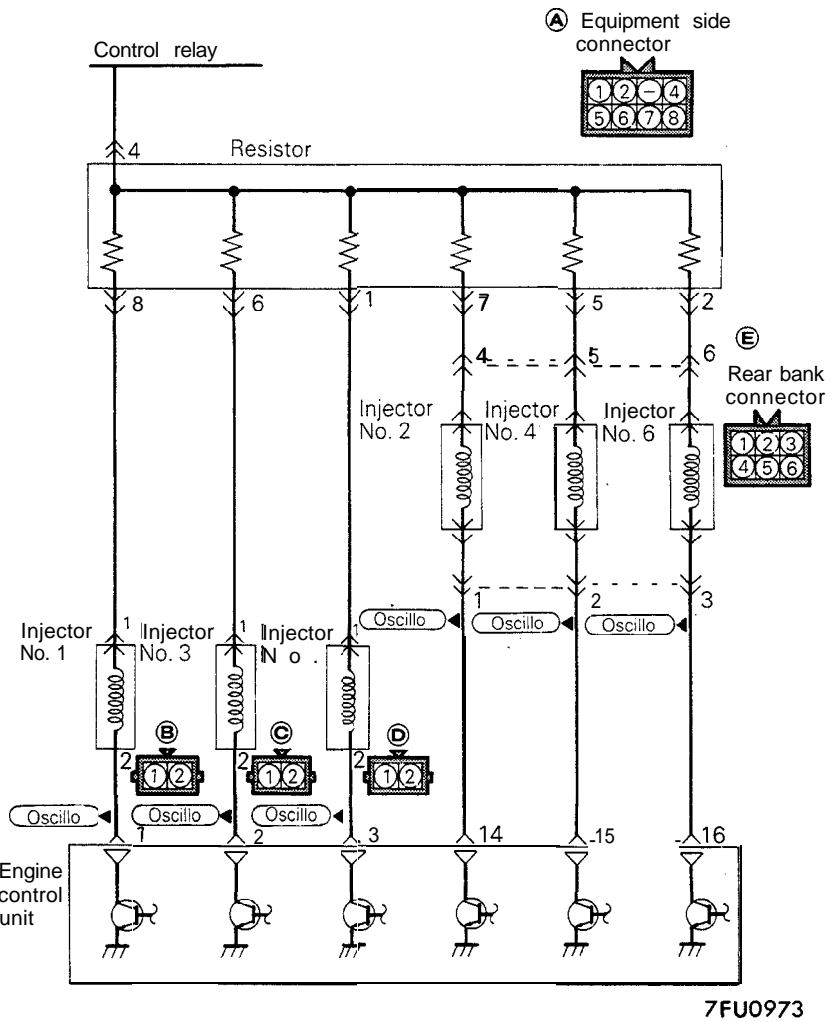 Ⓐ Equipment side
connector
1 2 – 4
5 6 7 8
Control relay
4
Resistor
8 6 1 7 5 2
4 5 6
Ⓔ
Rear bank
connector
1 2 3
4 5 6
Injector
No. 2
Injector
No. 4
Injector
No. 6
1 2 3
Oscillo Oscillo Oscillo
Injector
No. 1
Injector
No. 3
Injector
N o .
1 1 1
Ⓑ Ⓒ Ⓓ
2 1 2 2 1 2 2 1 2
Oscillo Oscillo Oscillo
1 2 3 14 15 16
Engine
control
unit
7FU0973